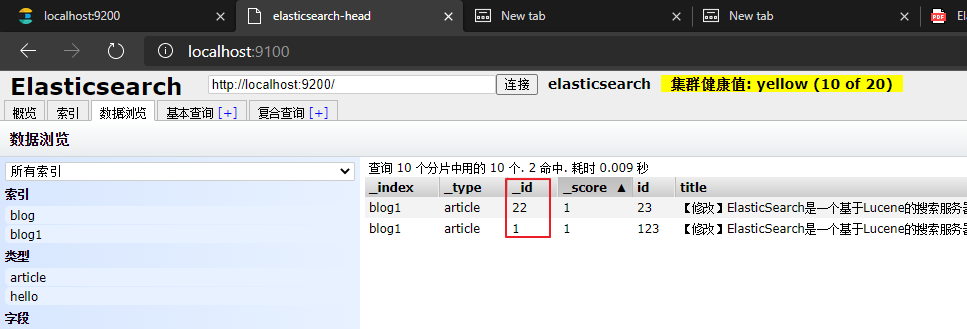 localhost:9200 elasticsearch-head New tab New tab El
localhost:9100
Elasticsearch http://localhost:9200/ 连接 elasticsearch 集群健康值: yellow (10 of 20)
概览 索引 数据浏览 基本查询 [+] 复合查询 [+]
数据浏览
所有索引
索引
blog
blog1
类型
article
hello
字段
查询 10 个分片中用的 10 个. 2 命中. 耗时 0.009 秒
_index _type _id _score ▲ id title
blog1 article 22 1 23 【修改】ElasticSearch是一个基于Lucene的搜索服务器
blog1 article 1 1 123 【修改】ElasticSearch是一个基于Lucene的搜索服务器